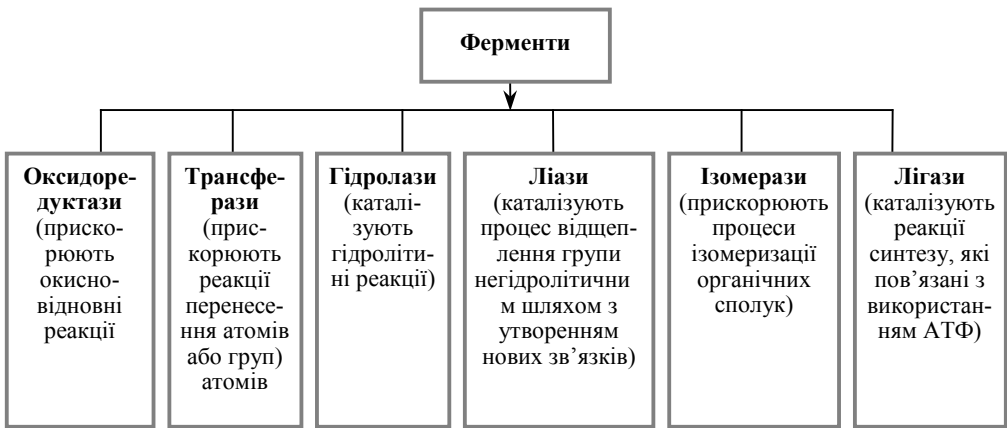 Ферменти
Оксидоре-
дуктази
(приско-
рюють
окисно-
відновні
реакції
Трансфе-
рази
(прис-
корюють
реакції
перенесе-
ння атомів
або груп)
атомів
Гідролази
(каталі-
зують
гідроліти-
ні реакції)
Ліази
(каталізують
процес відщеп-
лення групи
негідролітични
м шляхом з
утворенням
нових зв’язків)
Ізомерази
(прискорюють
процеси
ізомеризації
органічних
сполук)
Лігази
(каталізують
реакції
синтезу, які
пов’язані з
використан-
ням АТФ)